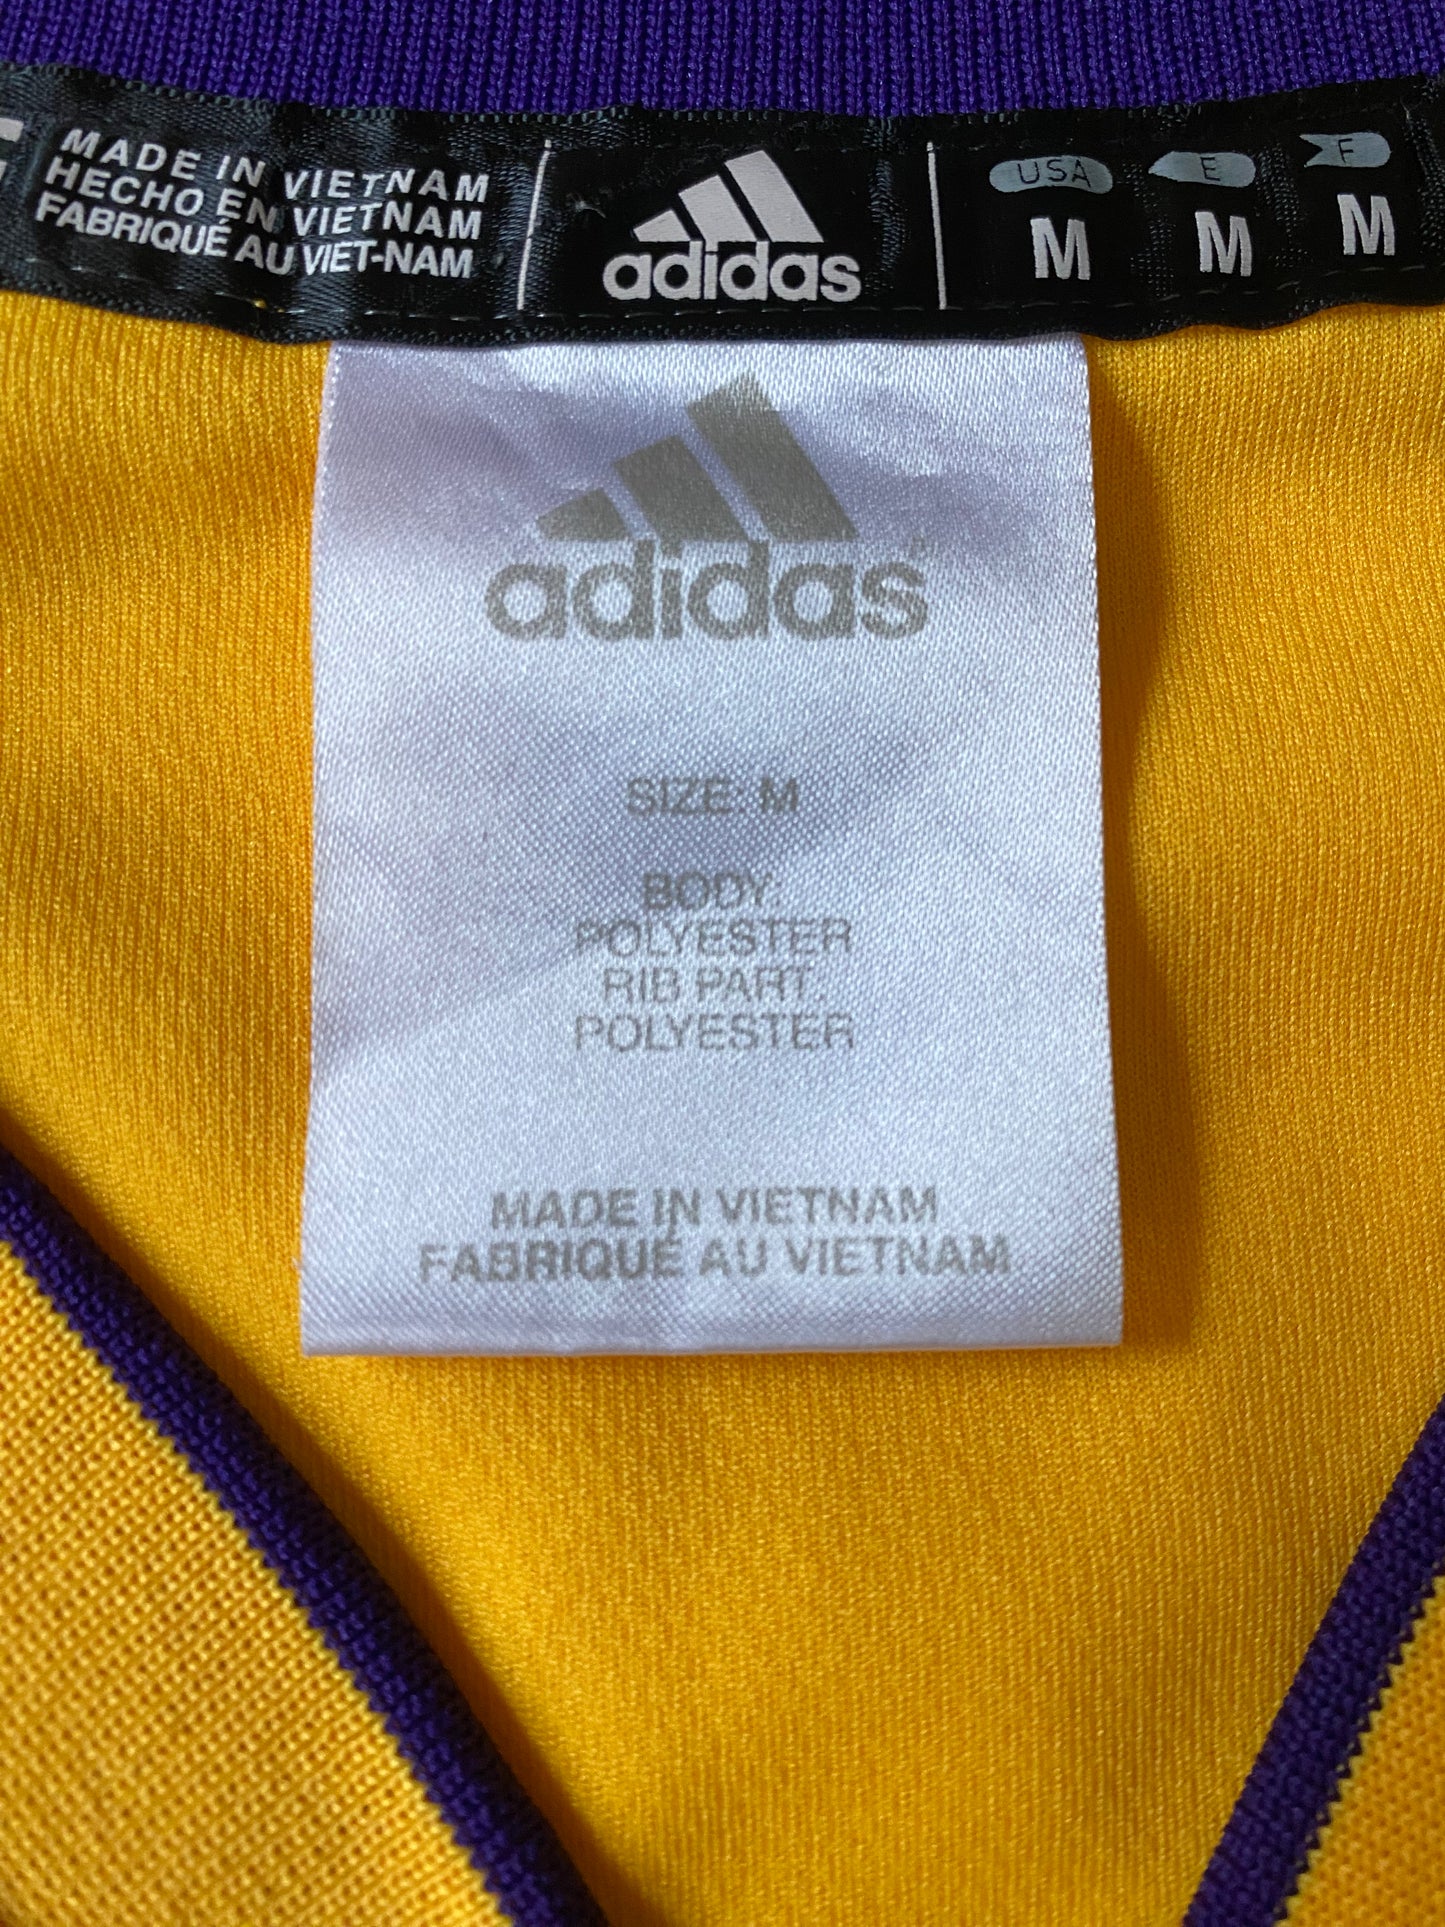 MADE IN VIETNAM
HECHO EN VIETNAM
FABRIQUÉ AU VIET-NAM
adidas
USA E F
M M M
adidas
SIZE: M
BODY:
POLYESTER
RIB PART:
POLYESTER
MADE IN VIETNAM
FABRIQUÉ AU VIETNAM